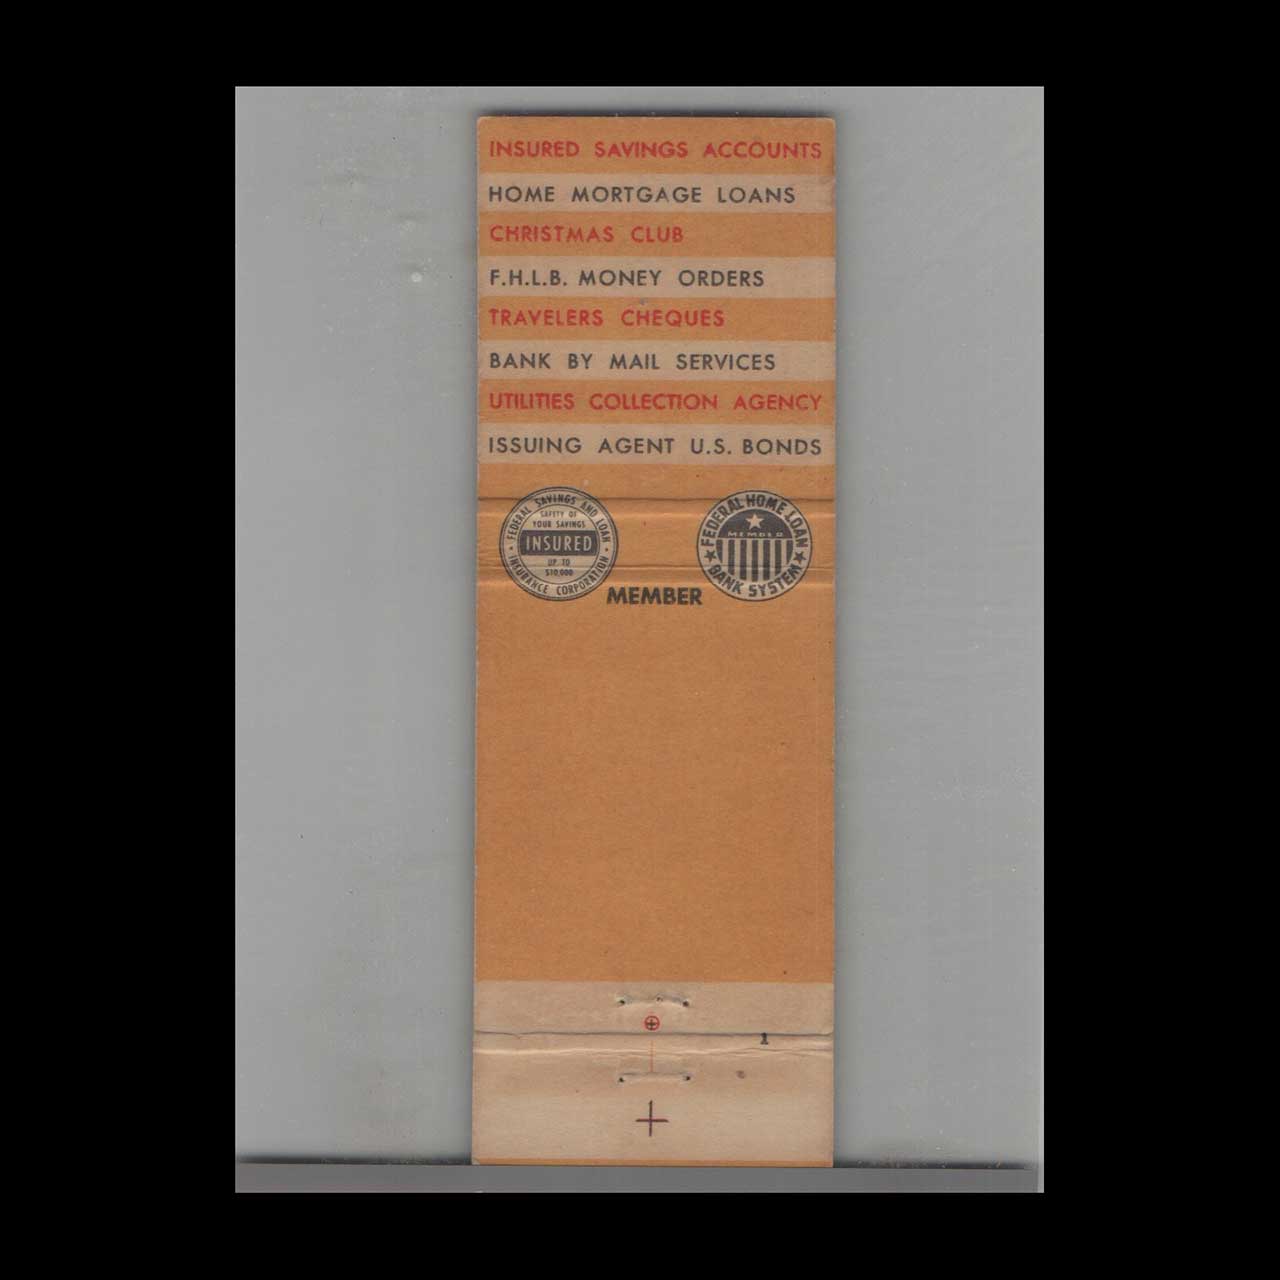 INSURED SAVINGS ACCOUNTS
HOME MORTGAGE LOANS
CHRISTMAS CLUB
F.H.L.B. MONEY ORDERS
TRAVELERS CHEQUES
BANK BY MAIL SERVICES
UTILITIES COLLECTION AGENCY
ISSUING AGENT U.S. BONDS
FEDERAL SAVINGS AND LOAN
INSURANCE CORPORATION
SAFETY OF
YOUR SAVINGS
INSURED
UP TO
$10,000
FEDERAL HOME LOAN
MEMBER
BANK SYSTEM
MEMBER
1